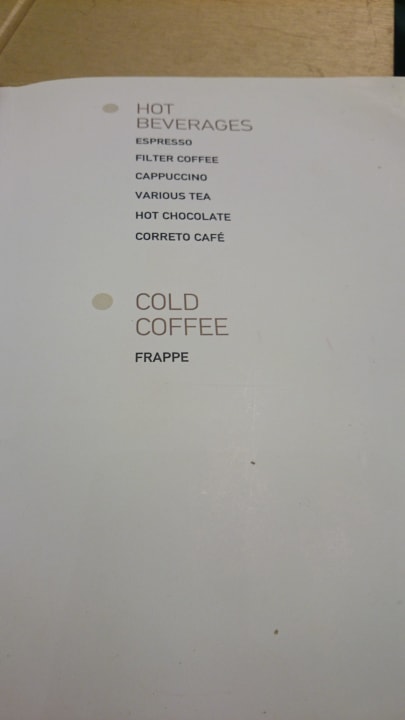 HOT
BEVERAGES
ESPRESSO
FILTER COFFEE
CAPPUCCINO
VARIOUS TEA
HOT CHOCOLATE
CORRETO CAFÉ
COLD
COFFEE
FRAPPE